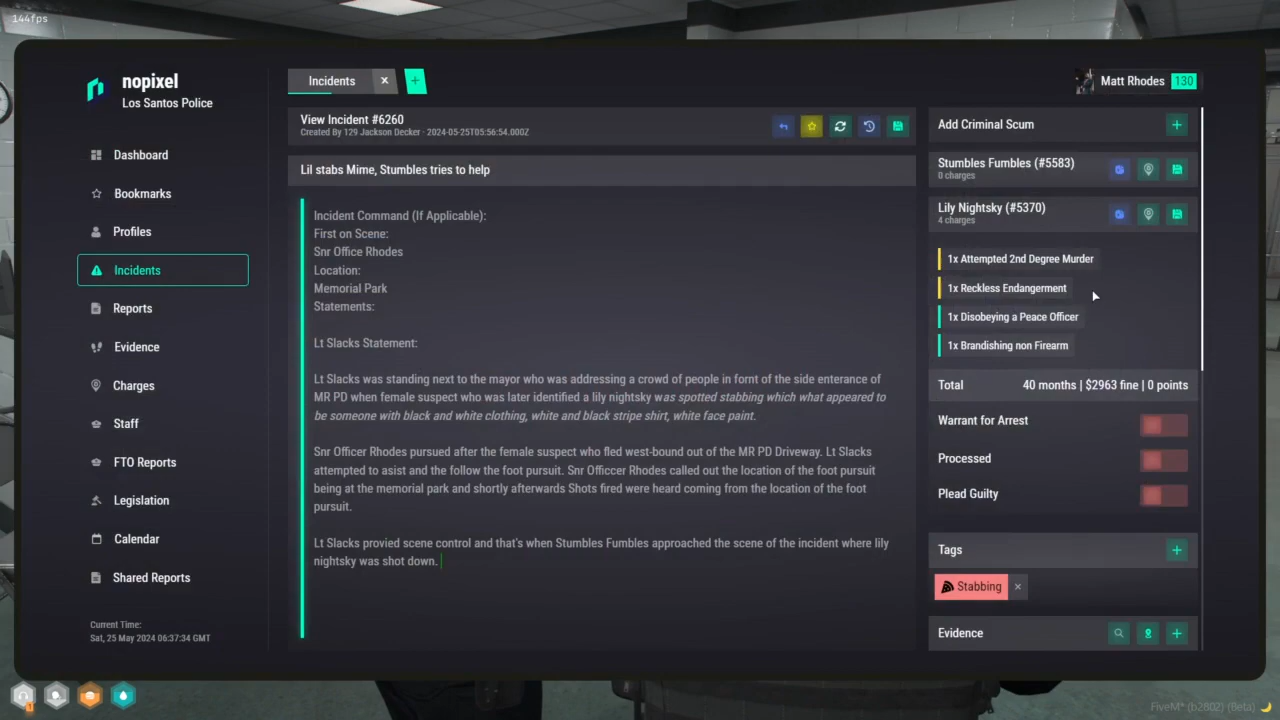 144fps
nopixel
Los Santos Police
Dashboard
Bookmarks
Profiles
Incidents
Reports
Evidence
Charges
Staff
FTO Reports
Legislation
Calendar
Shared Reports
Current Time:
Sat, 25 May 2024 06:37:34 GMT
Incidents
Matt Rhodes 130
View Incident #6260
Created By 129 Jackson Decker · 2024-05-25T05:56:54.000Z
Lil stabs Mime, Stumbles tries to help
Incident Command (If Applicable):
First on Scene:
Snr Office Rhodes
Location:
Memorial Park
Statements:
Lt Slacks Statement:
Lt Slacks was standing next to the mayor who was addressing a crowd of people in fornt of the side enterance of
MR PD when female suspect who was later identified a lily nightsky was spotted stabbing which what appeared to
be someone with black and white clothing, white and black stripe shirt, white face paint.
Snr Officer Rhodes pursued after the female suspect who fled west-bound out of the MR PD Driveway. Lt Slacks
attempted to asist and the follow the foot pursuit. Snr Officcer Rhodes called out the location of the foot pursuit
being at the memorial park and shortly afterwards Shots fired were heard coming from the location of the foot
pursuit.
Lt Slacks provied scene control and that's when Stumbles Fumbles approached the scene of the incident where lily
nightsky was shot down.
Add Criminal Scum
Stumbles Fumbles (#5583)
0 charges
Lily Nightsky (#5370)
4 charges
1x Attempted 2nd Degree Murder
1x Reckless Endangerment
1x Disobeying a Peace Officer
1x Brandishing non Firearm
Total 40 months | $2963 fine | 0 points
Warrant for Arrest
Processed
Plead Guilty
Tags
Stabbing
Evidence
1
FiveM* (b2802) (Beta)